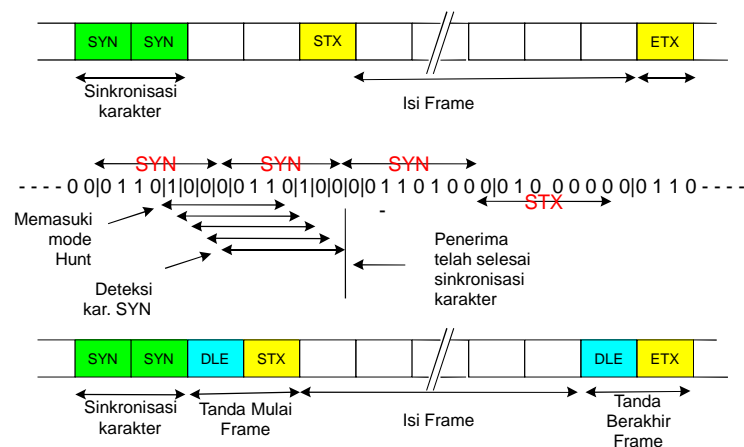 SYN SYN STX ETX
Sinkronisasi
karakter
Isi Frame
SYN SYN SYN
- - - - 0 0|0 1 1 0|1|0|0|0|0 1 1 0|1|0|0|0|0 1 1 0 1 0 0 0|0 1 0 0 0 0 0 0|0 1 1 0 - - - -
STX
Memasuki
mode
Hunt
Deteksi
kar. SYN
-
Penerima
telah selesai
sinkronisasi
karakter
SYN SYN DLE STX DLE ETX
Sinkronisasi
karakter
Tanda Mulai
Frame
Isi Frame
Tanda
Berakhir
Frame